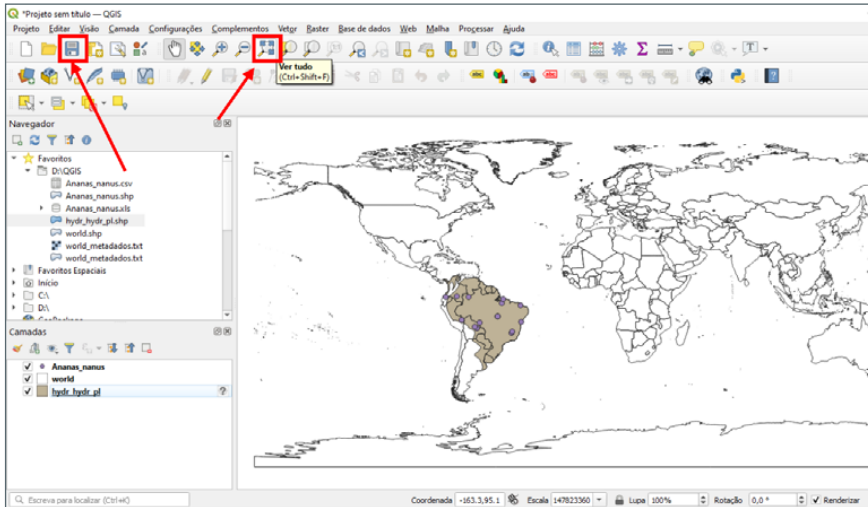 *Projeto sem título — QGIS
Projeto Editar Visão Camada Configurações Complementos Vetor Raster Base de dados Web Malha Processar Ajuda
Ver tudo
(Ctrl+Shift+F)
abc
abc
Navegador
Favoritos
D:\QGIS
Ananas_nanus.csv
Ananas_nanus.shp
Ananas_nanus.xls
hydr_hydr_pl.shp
world.shp
world_metadados.txt
world_metadados.txt
Favoritos Espaciais
Início
C:\
D:\
GeoPackage
Camadas
Ananas_nanus
world
hydr_hydr_pl
?
Escreva para localizar (Ctrl+K)
Coordenada -163.3,95.1 Escala 147823360 Lupa 100% Rotação 0,0 ° Renderizar